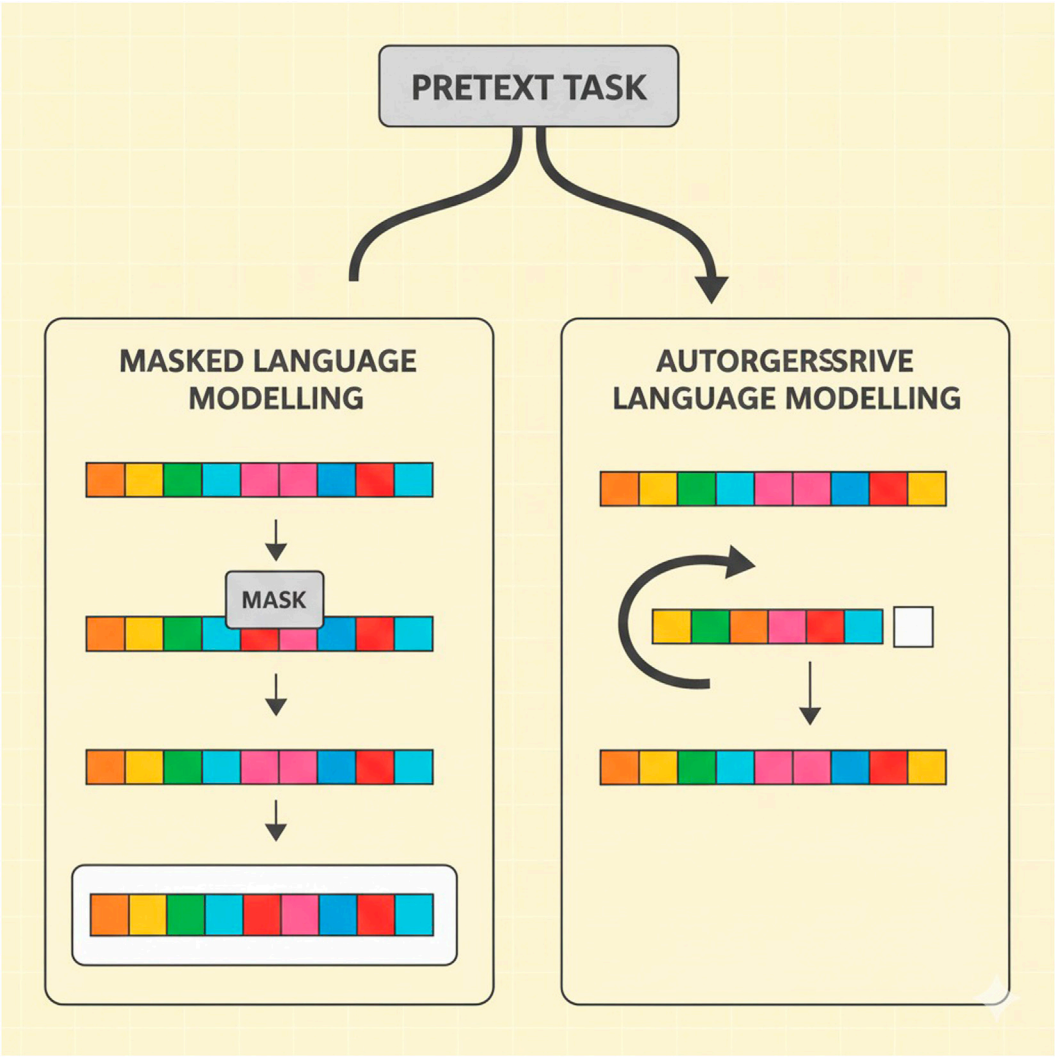 PRETEXT TASK
MASKED LANGUAGE
MODELLING
MASK
AUTORGERSSRIVE
LANGUAGE MODELLING